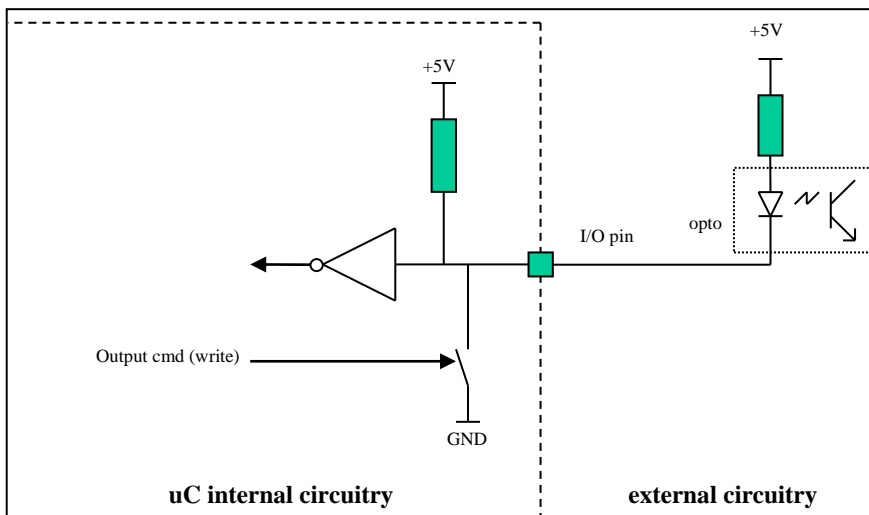 +5V
+5V
opto
I/O pin
Output cmd (write)
GND
uC internal circuitry
external circuitry